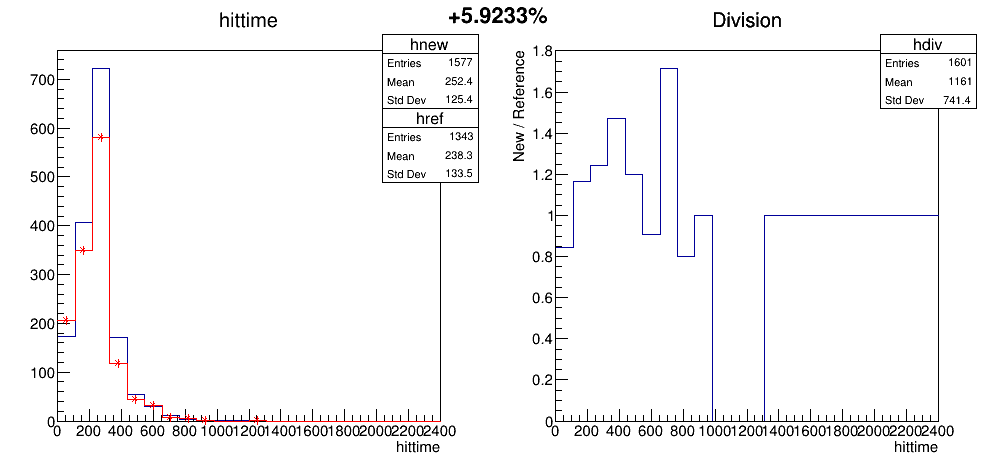 +5.9233%
hittime
hnew
Entries 1577
Mean 252.4
Std Dev 125.4
href
Entries 1343
Mean 238.3
Std Dev 133.5
700
600
500
400
300
200
100
0
0 200 400 600 800 1000 1200 1400 1600 1800 2000 2200 2400
hittime
Division
hdiv
Entries 1601
Mean 1161
Std Dev 741.4
New / Reference
1.8
1.6
1.4
1.2
1
0.8
0.6
0.4
0.2
0
0 200 400 600 800 1000 1200 1400 1600 1800 2000 2200 2400
hittime